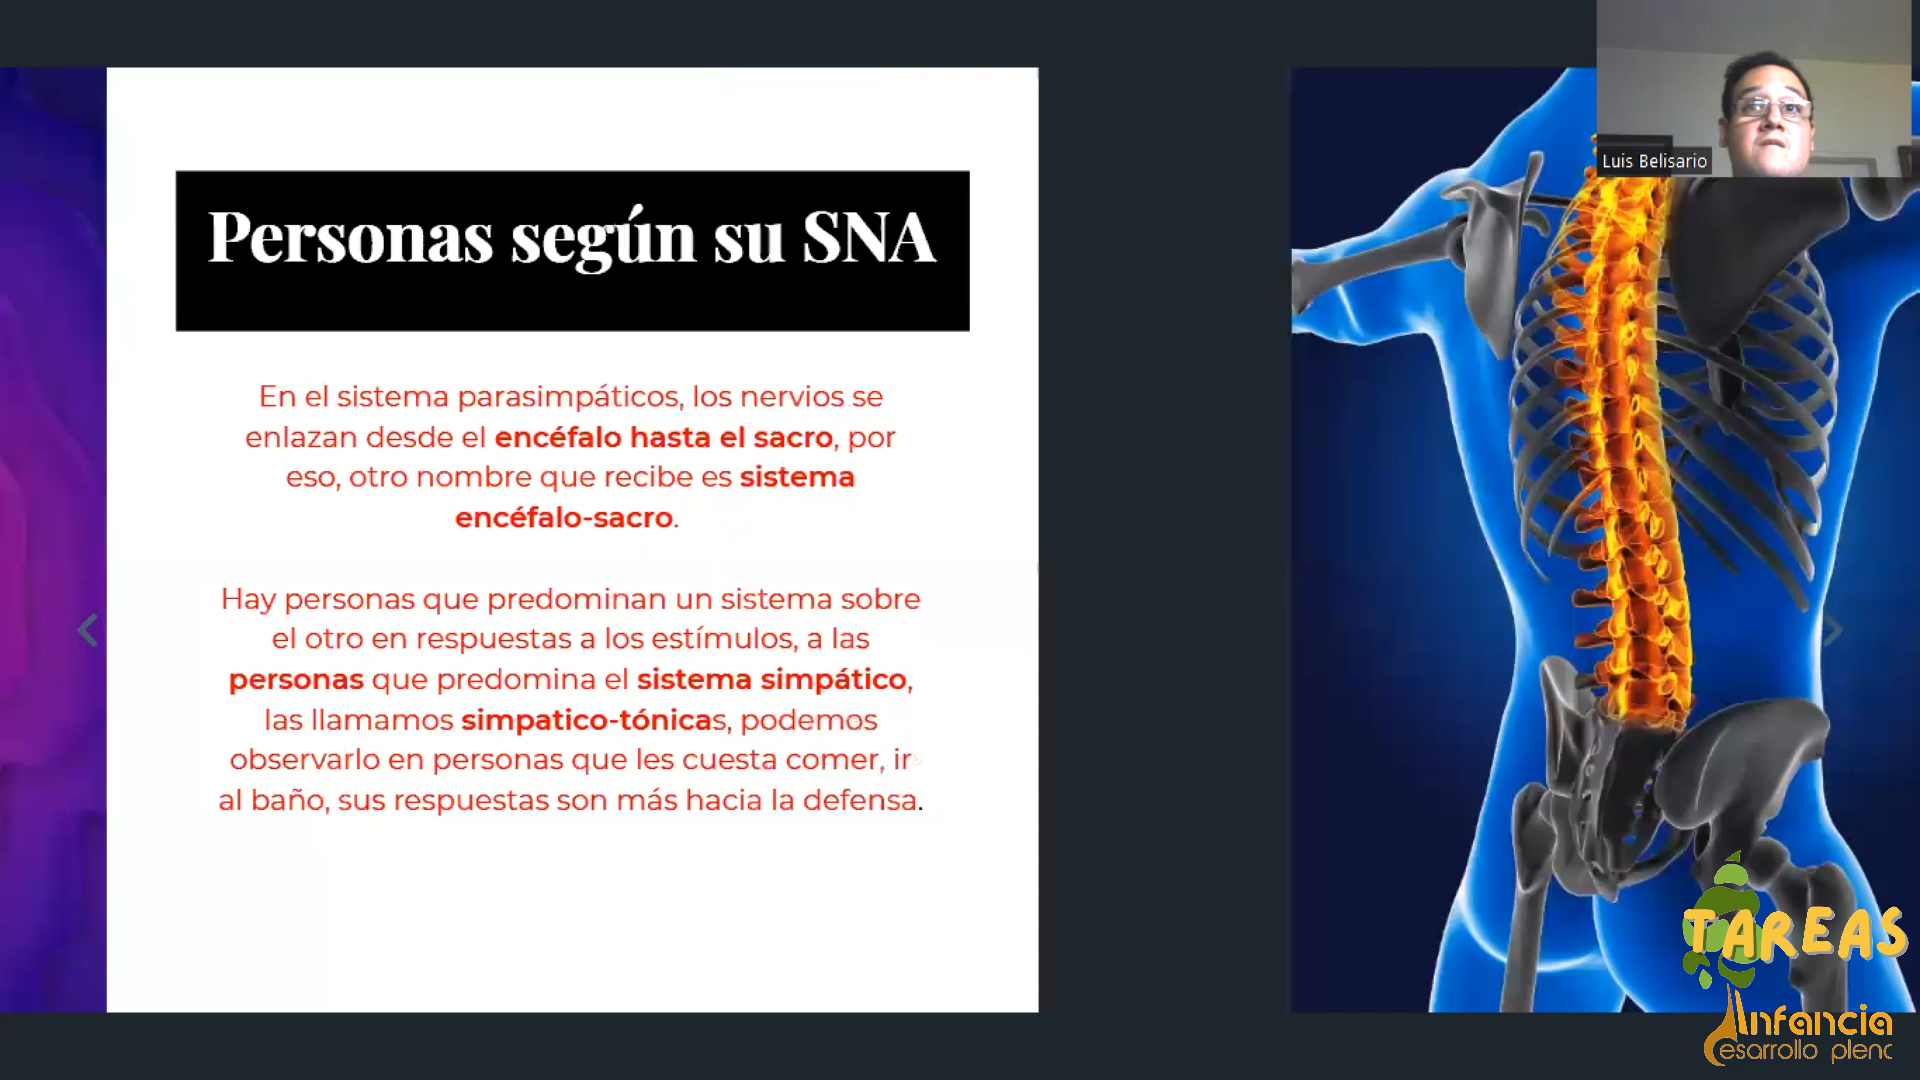 Personas según su SNA
En el sistema parasimpáticos, los nervios se
enlazan desde el encéfalo hasta el sacro, por
eso, otro nombre que recibe es sistema
encéfalo-sacro.
Hay personas que predominan un sistema sobre
el otro en respuestas a los estímulos, a las
personas que predomina el sistema simpático,
las llamamos simpatico-tónicas, podemos
observarlo en personas que les cuesta comer, ir
al baño, sus respuestas son más hacia la defensa.
Luis Belisario
TAREAS
Infancia
Desarrollo pleno